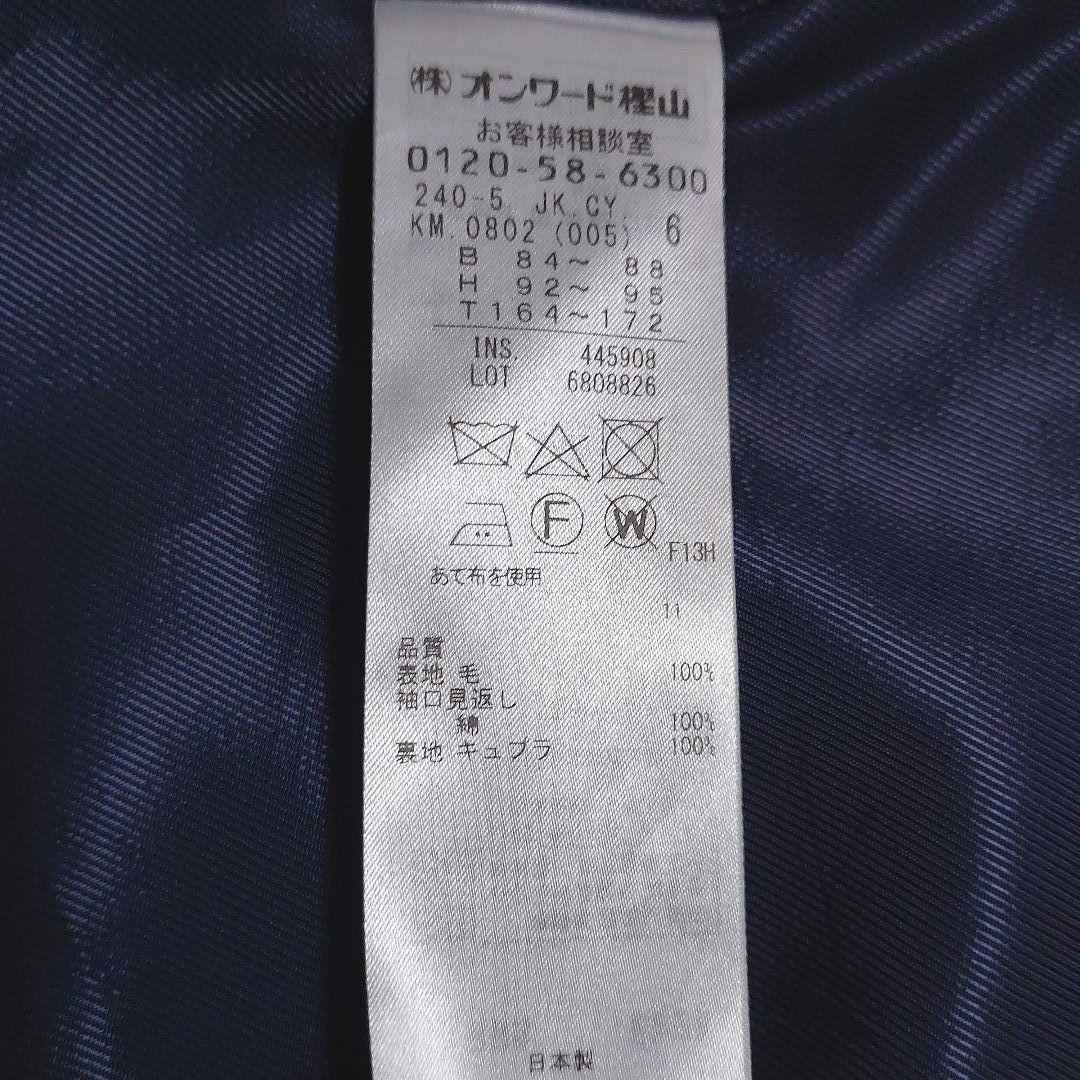 (株)オンワード樫山
お客様相談室
0120-58-6300
240-5 JK.CY. 6
KM.0802 (005)
B 84～ 88
H 92～ 95
T164～172
INS. 445908
LOT 6808826
F W F13H
あて布を使用
11
品質
表地 毛 100%
袖口見返し
綿 100%
裏地 キュプラ 100%
日本製